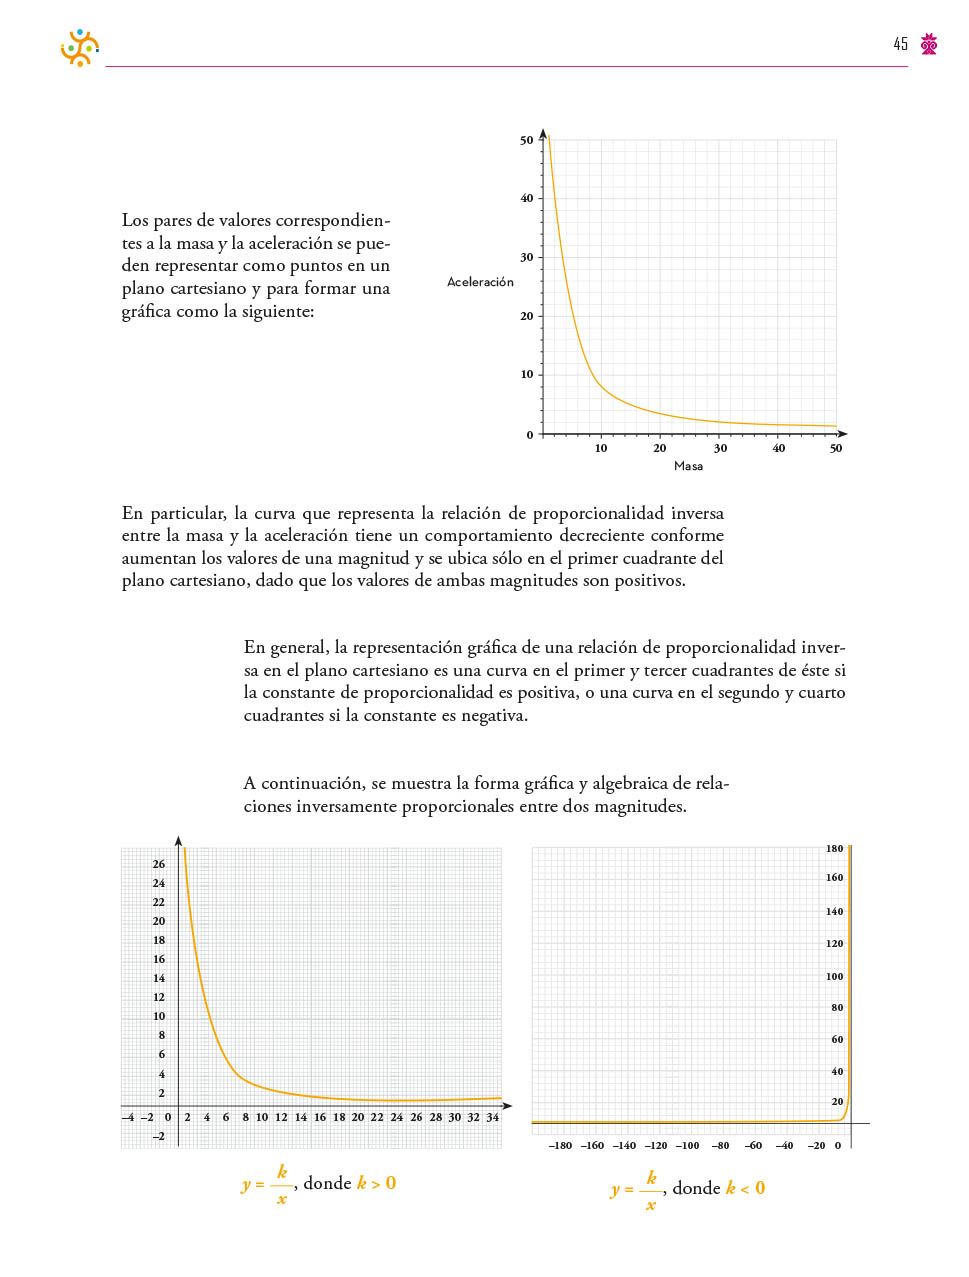 45
Los pares de valores correspondien-
tes a la masa y la aceleración se pue-
den representar como puntos en un
plano cartesiano y para formar una
gráfica como la siguiente:
50
40
30
Aceleración
20
10
0
10 20 30 40 50
Masa
En particular, la curva que representa la relación de proporcionalidad inversa
entre la masa y la aceleración tiene un comportamiento decreciente conforme
aumentan los valores de una magnitud y se ubica sólo en el primer cuadrante del
plano cartesiano, dado que los valores de ambas magnitudes son positivos.
En general, la representación gráfica de una relación de proporcionalidad inver-
sa en el plano cartesiano es una curva en el primer y tercer cuadrantes de éste si
la constante de proporcionalidad es positiva, o una curva en el segundo y cuarto
cuadrantes si la constante es negativa.
A continuación, se muestra la forma gráfica y algebraica de rela-
ciones inversamente proporcionales entre dos magnitudes.
26
24
22
20
18
16
14
12
10
8
6
4
2
–4 –2 0 2 4 6 8 10 12 14 16 18 20 22 24 26 28 30 32 34
–2
y = k/x, donde k > 0
180
160
140
120
100
80
60
40
20
–180 –160 –140 –120 –100 –80 –60 –40 –20 0
y = k/x, donde k < 0